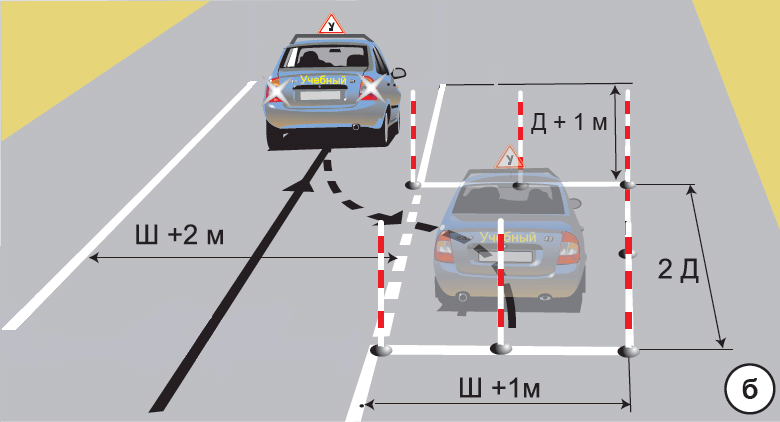 У
Учебный
Д + 1 м
У
Ш +2 м
Учебный
2 Д
Ш +1м
б